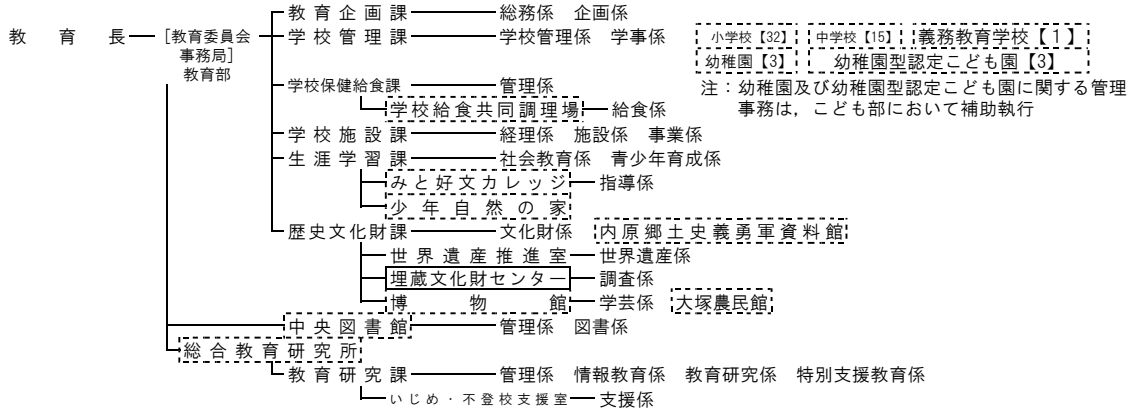 教育企画課 総務係 企画係
教育長 [教育委員会事務局]教育部 学校管理課 学校管理係 学事係 小学校【32】 中学校【15】 義務教育学校【1】
幼稚園【3】 幼稚園型認定こども園【3】
学校保健給食課 管理係
注：幼稚園及び幼稚園型認定こども園に関する管理
事務は，こども部において補助執行
学校給食共同調理場 給食係
学校施設課 経理係 施設係 事業係
生涯学習課 社会教育係 青少年育成係
みと好文カレッジ 指導係
少年自然の家
歴史文化財課 文化財係 内原郷土史義勇軍資料館
世界遺産推進室 世界遺産係
埋蔵文化財センター 調査係
博物館 学芸係 大塚農民館
中央図書館 管理係 図書係
総合教育研究所
教育研究課 管理係 情報教育係 教育研究係 特別支援教育係
いじめ・不登校支援室 支援係